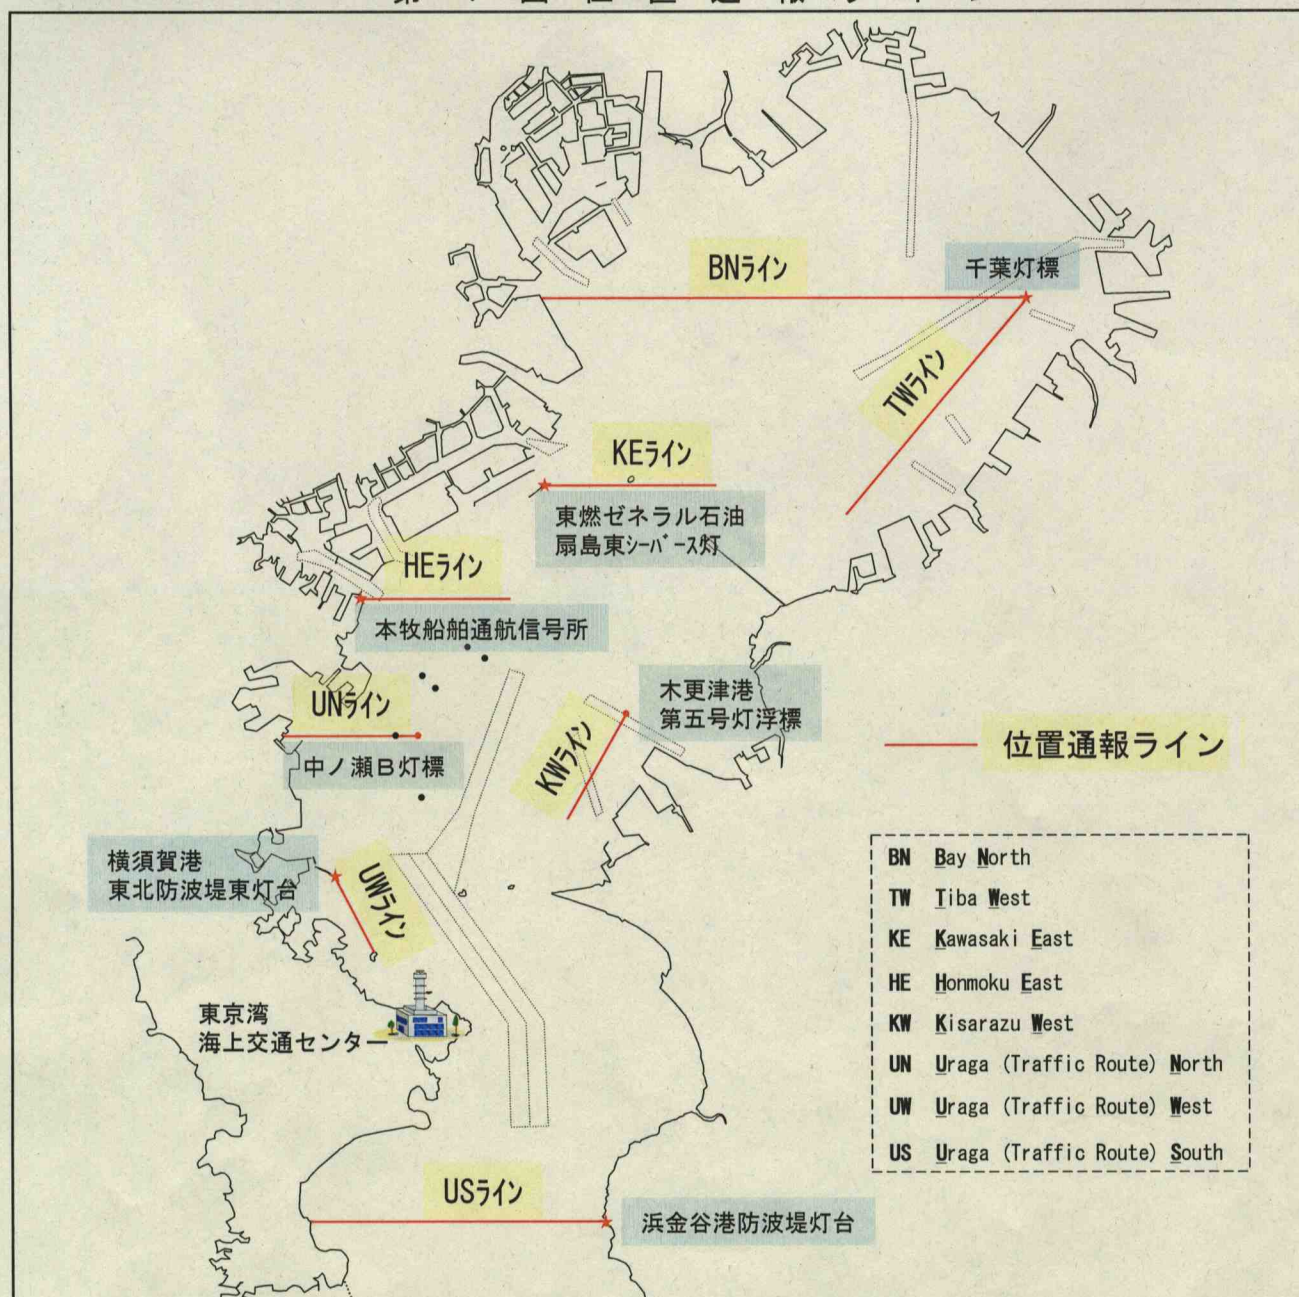 BNライン
千葉灯標
TWライン
KEライン
東燃ゼネラル石油
扇島東シーバース灯
HEライン
本牧船舶通航信号所
木更津港
第五号灯浮標
UNライン
KWライン
位置通報ライン
中ノ瀬B灯標
横須賀港
東北防波堤東灯台
UWライン
BN Bay North
TW Tiba West
KE Kawasaki East
HE Honmoku East
KW Kisarazu West
UN Uraga (Traffic Route) North
UW Uraga (Traffic Route) West
US Uraga (Traffic Route) South
東京湾
海上交通センター
USライン
浜金谷港防波堤灯台